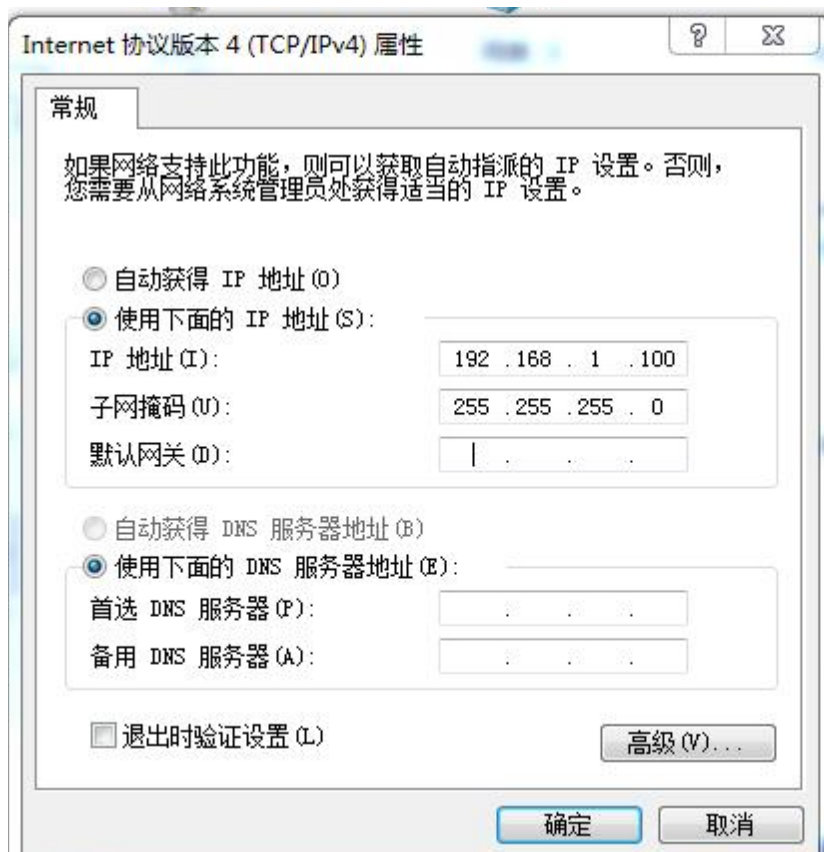 Internet 协议版本 4 (TCP/IPv4) 属性
常规
如果网络支持此功能，则可以获取自动指派的 IP 设置。否则，
您需要从网络系统管理员处获得适当的 IP 设置。
自动获得 IP 地址(O)
使用下面的 IP 地址(S):
IP 地址(I): 192 .168 . 1 .100
子网掩码(U): 255 .255 .255 . 0
默认网关(D): . . .
自动获得 DNS 服务器地址(B)
使用下面的 DNS 服务器地址(E):
首选 DNS 服务器(P): . . .
备用 DNS 服务器(A): . . .
退出时验证设置(L)
高级(V)...
确定 取消